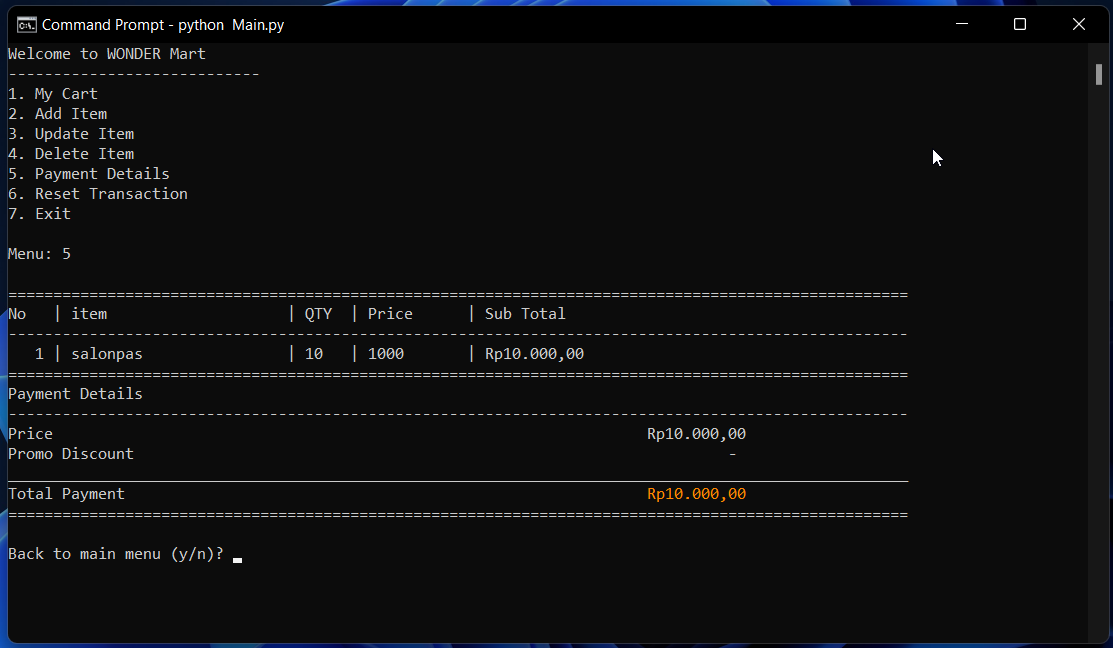 Command Prompt - python  Main.py
Welcome to WONDER Mart
----------------------------
1. My Cart
2. Add Item
3. Update Item
4. Delete Item
5. Payment Details
6. Reset Transaction
7. Exit
Menu: 5
====================================================================================================
No   | item                    | QTY  | Price      | Sub Total
----------------------------------------------------------------------------------------------------
   1 | salonpas                | 10   | 1000       | Rp10.000,00
====================================================================================================
Payment Details
----------------------------------------------------------------------------------------------------
Price                                                                  Rp10.000,00
Promo Discount                                                                  -
____________________________________________________________________________________________________
Total Payment                                                          Rp10.000,00
====================================================================================================
Back to main menu (y/n)?